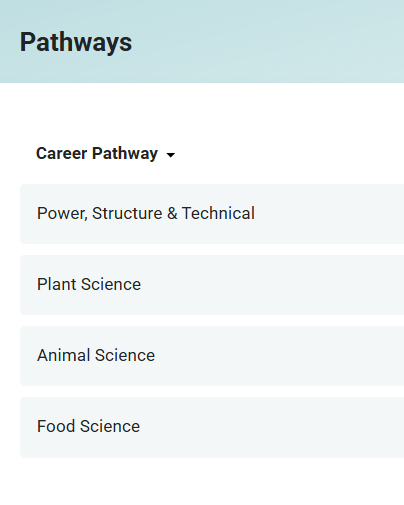 Pathways
Career Pathway
Power, Structure & Technical
Plant Science
Animal Science
Food Science